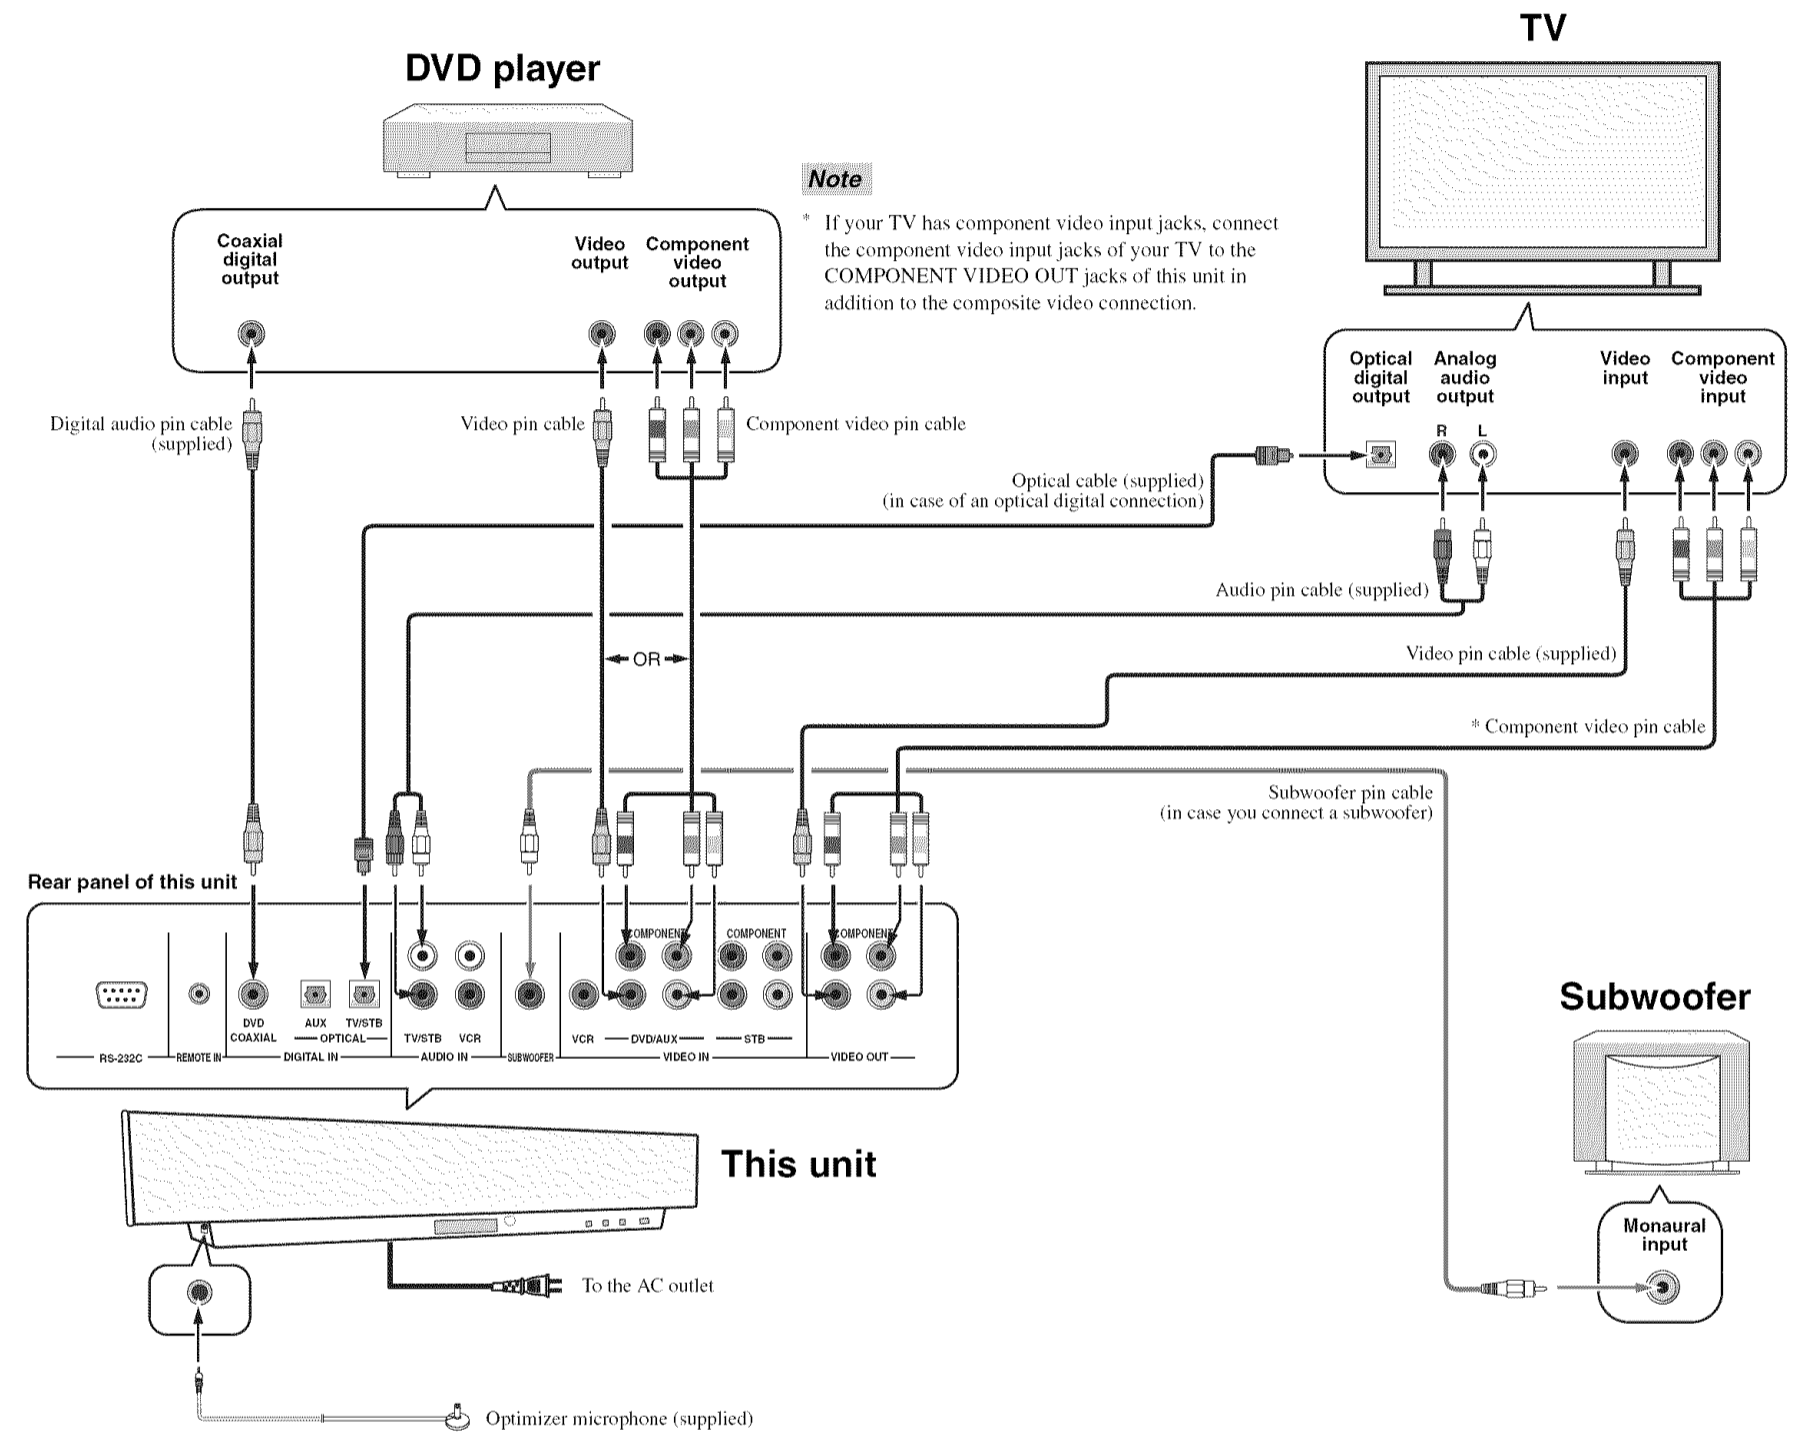 TV
DVD player
Note
* If your TV has component video input jacks, connect
the component video input jacks of your TV to the
COMPONENT VIDEO OUT jacks of this unit in
addition to the composite video connection.
Coaxial
digital
output
Video
output
Component
video
output
Optical
digital
output
Analog
audio
output
R
L
Video
input
Component
video
input
Digital audio pin cable
(supplied)
Video pin cable
Component video pin cable
Optical cable (supplied)
(in case of an optical digital connection)
Audio pin cable (supplied)
OR
Video pin cable (supplied)
* Component video pin cable
Subwoofer pin cable
(in case you connect a subwoofer)
Rear panel of this unit
COMPONENT
COMPONENT
COMPONENT
DVD
COAXIAL
AUX
TV/STB
OPTICAL
TV/STB
VCR
VCR
DVD/AUX
STB
RS-232C
REMOTE IN
DIGITAL IN
AUDIO IN
SUBWOOFER
VIDEO IN
VIDEO OUT
Subwoofer
This unit
Monaural
input
To the AC outlet
Optimizer microphone (supplied)